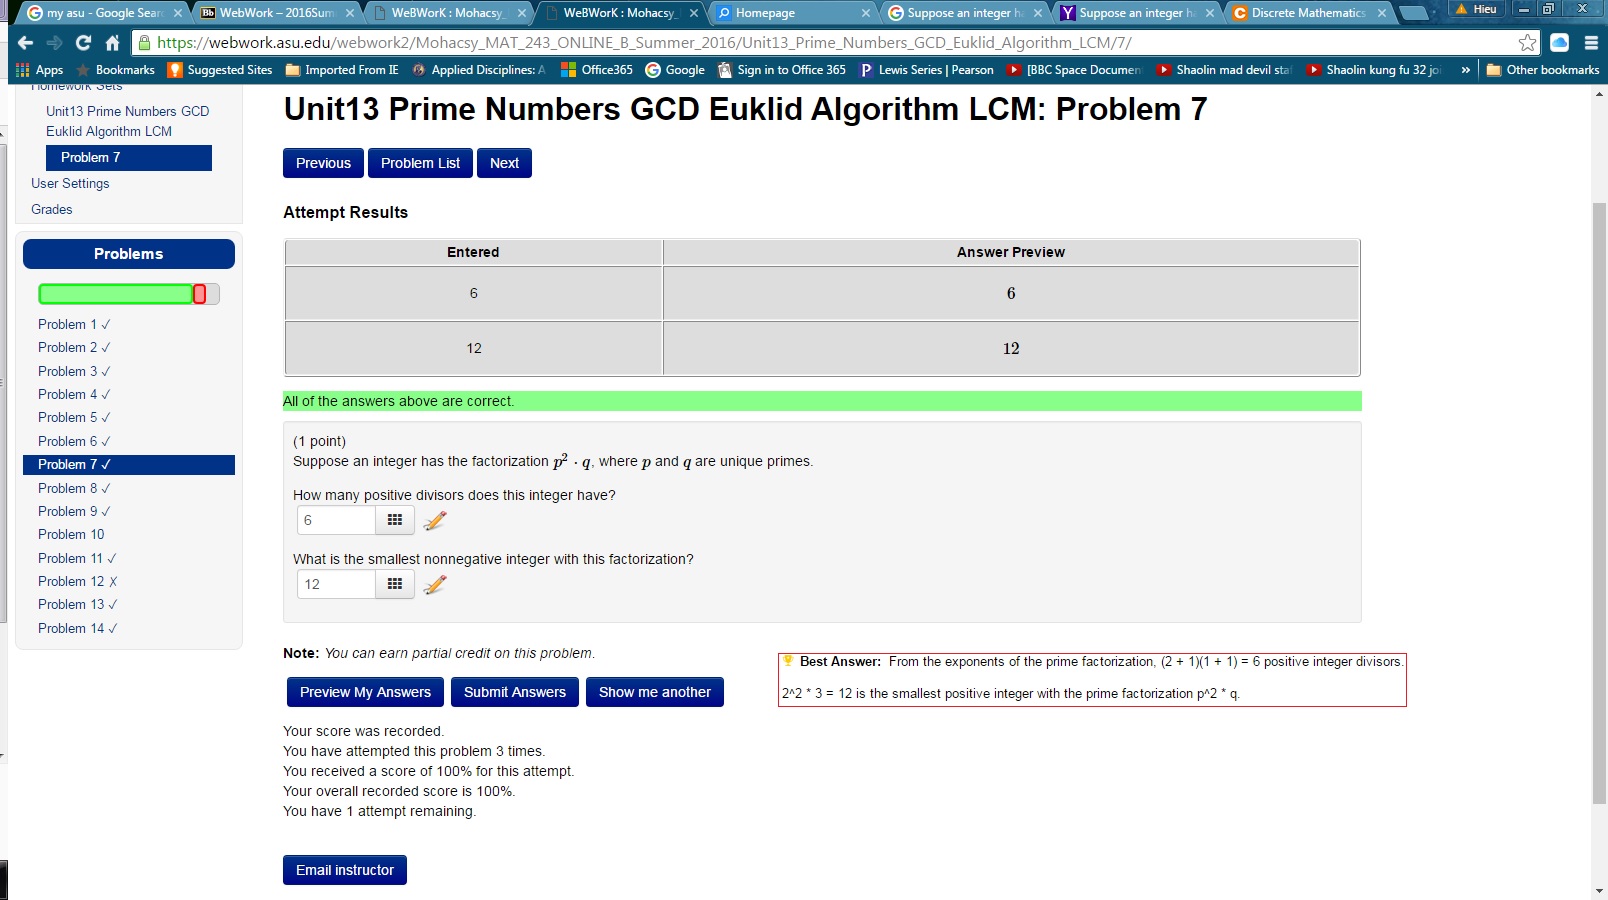 my asu - Google Sear
WebWork – 2016Sum
WeBWorK : Mohacsy_
WeBWorK : Mohacsy_
Homepage
Suppose an integer ha
Suppose an integer h
Discrete Mathematics
Hieu
https://webwork.asu.edu/webwork2/Mohacsy_MAT_243_ONLINE_B_Summer_2016/Unit13_Prime_Numbers_GCD_Euklid_Algorithm_LCM/7/
Apps
Bookmarks
Suggested Sites
Imported From IE
Applied Disciplines: A
Office365
Google
Sign in to Office 365
Lewis Series | Pearson
[BBC Space Documen
Shaolin mad devil sta
Shaolin kung fu 32 joi
»
Other bookmarks
Homework Sets
Unit13 Prime Numbers GCD
Euklid Algorithm LCM
Problem 7
User Settings
Grades
Problems
Problem 1 ✓
Problem 2 ✓
Problem 3 ✓
Problem 4 ✓
Problem 5 ✓
Problem 6 ✓
Problem 7 ✓
Problem 8 ✓
Problem 9 ✓
Problem 10
Problem 11 ✓
Problem 12 ✗
Problem 13 ✓
Problem 14 ✓
Unit13 Prime Numbers GCD Euklid Algorithm LCM: Problem 7
Previous
Problem List
Next
Attempt Results
Entered Answer Preview
6 6
12 12
All of the answers above are correct.
(1 point)
Suppose an integer has the factorization p² · q, where p and q are unique primes.
How many positive divisors does this integer have?
6
What is the smallest nonnegative integer with this factorization?
12
Note: You can earn partial credit on this problem.
Preview My Answers
Submit Answers
Show me another
Best Answer: From the exponents of the prime factorization, (2 + 1)(1 + 1) = 6 positive integer divisors.
2^2 * 3 = 12 is the smallest positive integer with the prime factorization p^2 * q.
Your score was recorded.
You have attempted this problem 3 times.
You received a score of 100% for this attempt.
Your overall recorded score is 100%.
You have 1 attempt remaining.
Email instructor